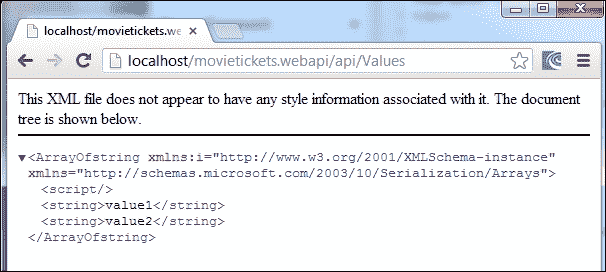 localhost/movietickets.we
localhost/movietickets.webapi/api/Values
This XML file does not appear to have any style information associated with it. The document
tree is shown below.
▼<ArrayOfstring xmlns:i="http://www.w3.org/2001/XMLSchema-instance"
xmlns="http://schemas.microsoft.com/2003/10/Serialization/Arrays">
<script/>
<string>value1</string>
<string>value2</string>
</ArrayOfstring>